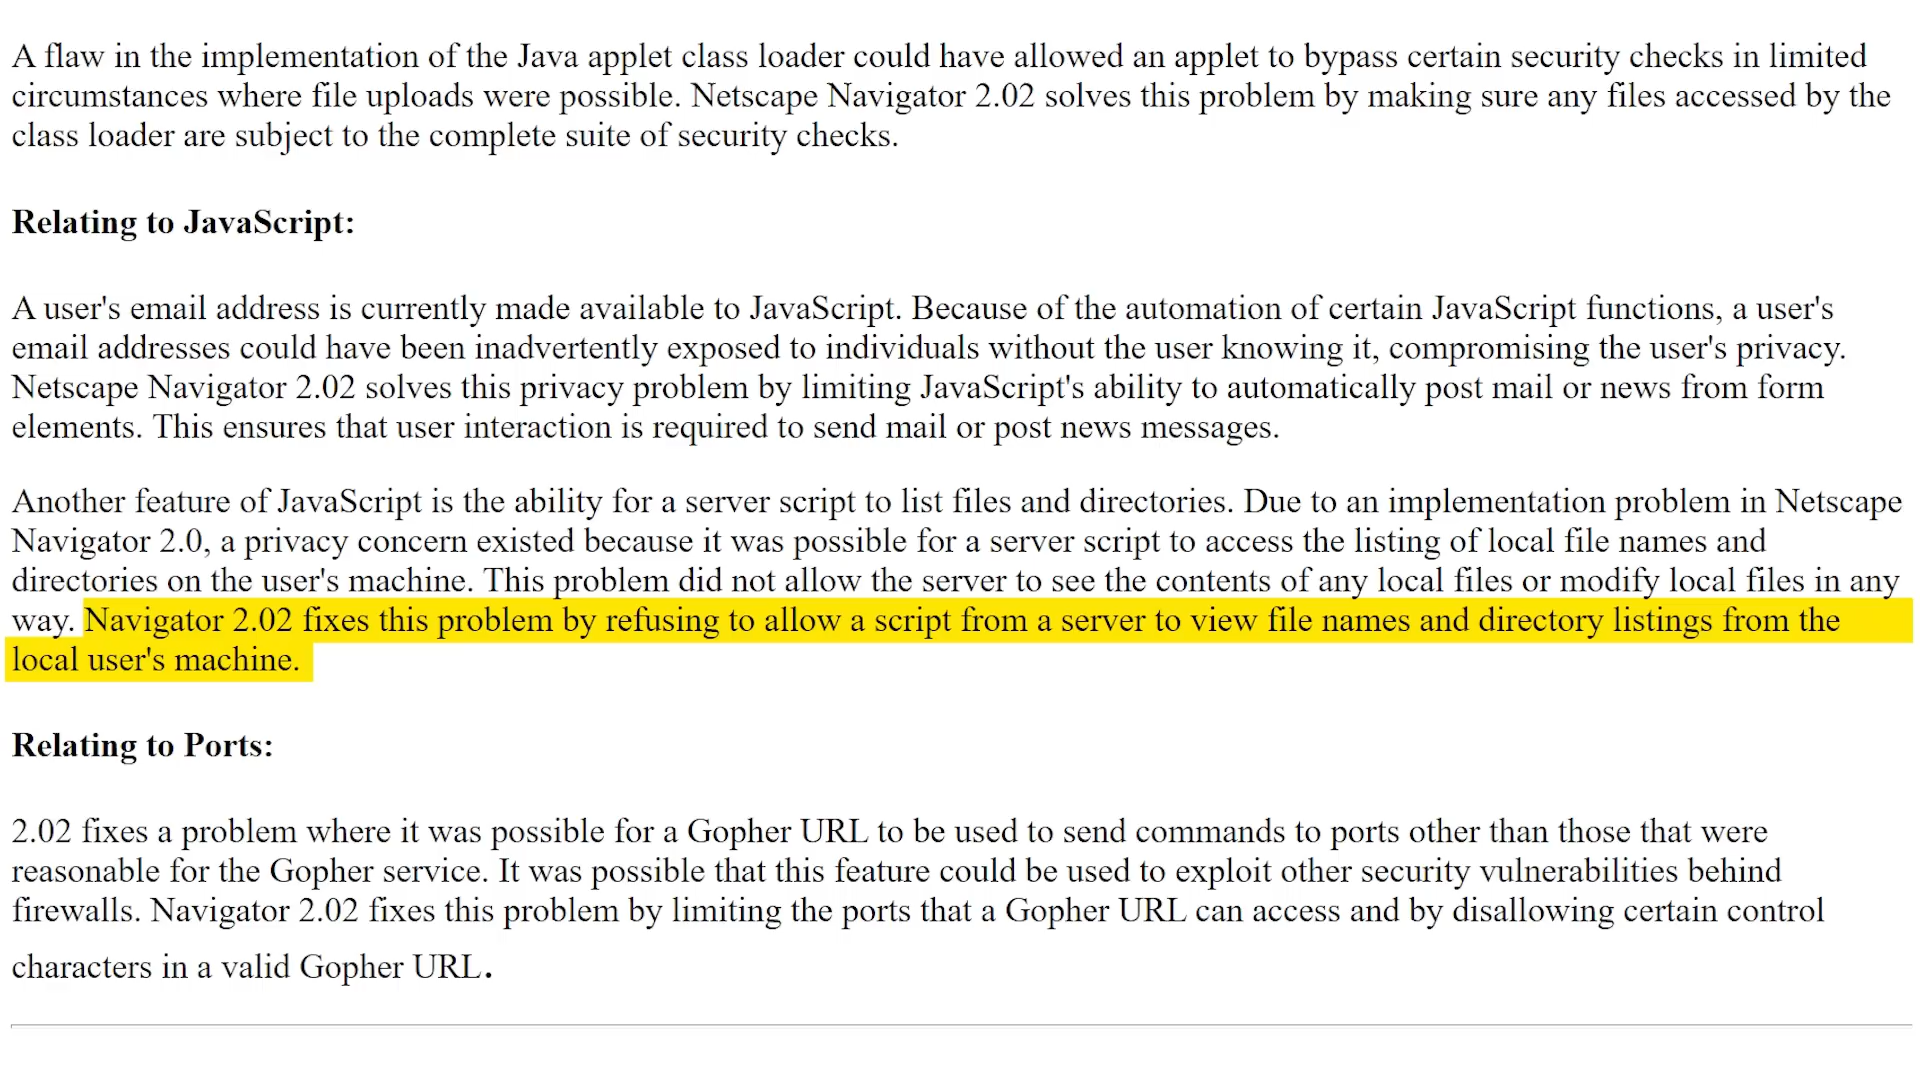 A flaw in the implementation of the Java applet class loader could have allowed an applet to bypass certain security checks in limited
circumstances where file uploads were possible. Netscape Navigator 2.02 solves this problem by making sure any files accessed by the
class loader are subject to the complete suite of security checks.
Relating to JavaScript:
A user's email address is currently made available to JavaScript. Because of the automation of certain JavaScript functions, a user's
email addresses could have been inadvertently exposed to individuals without the user knowing it, compromising the user's privacy.
Netscape Navigator 2.02 solves this privacy problem by limiting JavaScript's ability to automatically post mail or news from form
elements. This ensures that user interaction is required to send mail or post news messages.
Another feature of JavaScript is the ability for a server script to list files and directories. Due to an implementation problem in Netscape
Navigator 2.0, a privacy concern existed because it was possible for a server script to access the listing of local file names and
directories on the user's machine. This problem did not allow the server to see the contents of any local files or modify local files in any
way. Navigator 2.02 fixes this problem by refusing to allow a script from a server to view file names and directory listings from the
local user's machine.
Relating to Ports:
2.02 fixes a problem where it was possible for a Gopher URL to be used to send commands to ports other than those that were
reasonable for the Gopher service. It was possible that this feature could be used to exploit other security vulnerabilities behind
firewalls. Navigator 2.02 fixes this problem by limiting the ports that a Gopher URL can access and by disallowing certain control
characters in a valid Gopher URL.